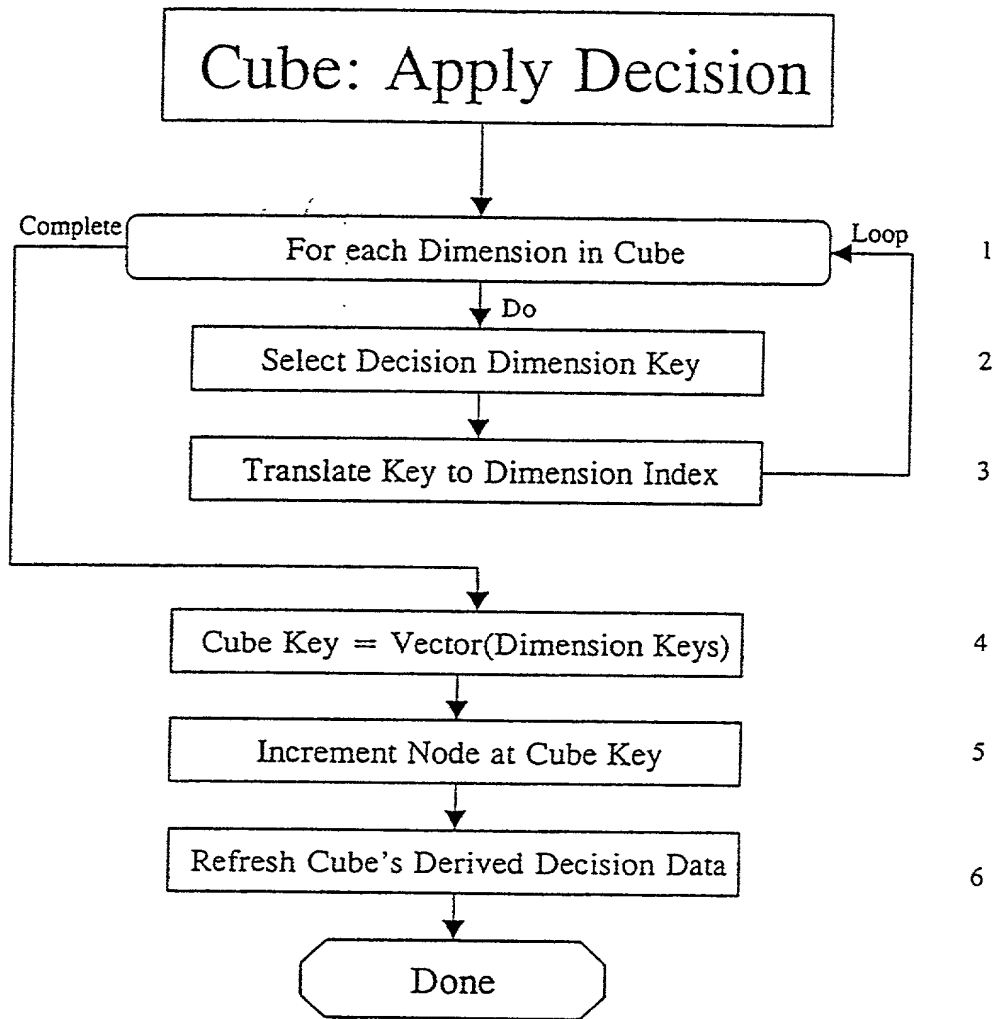 Cube: Apply Decision
Complete
For each Dimension in Cube
Loop
1
Do
Select Decision Dimension Key
2
Translate Key to Dimension Index
3
Cube Key = Vector(Dimension Keys)
4
Increment Node at Cube Key
5
Refresh Cube's Derived Decision Data
6
Done